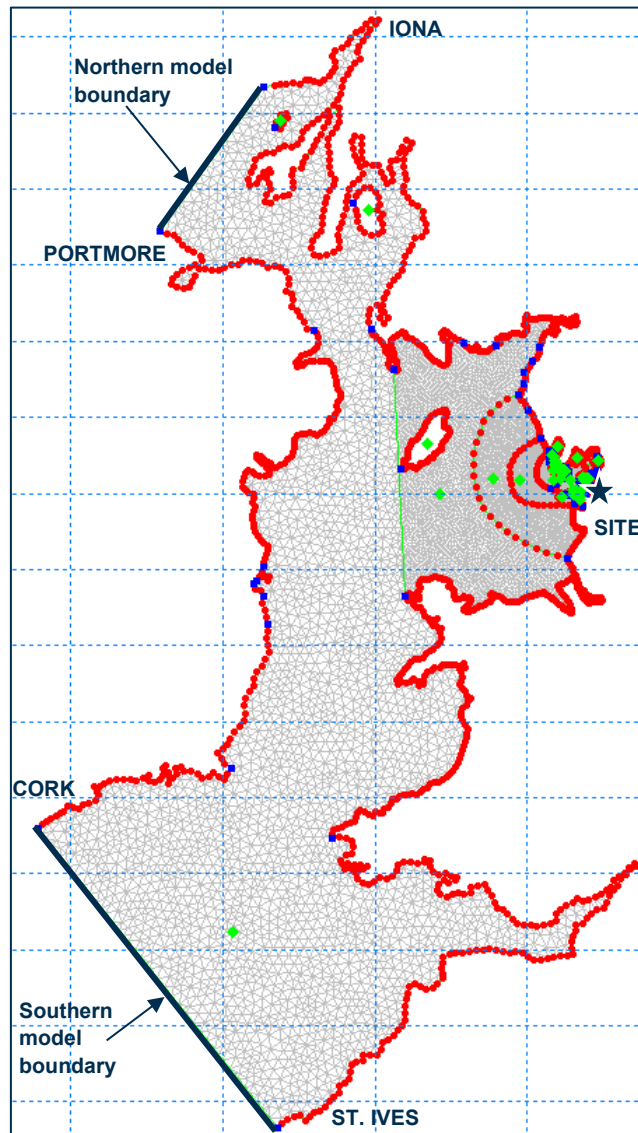 IONA
Northern model
boundary
PORTMORE
SITE
CORK
Southern
model
boundary
ST. IVES